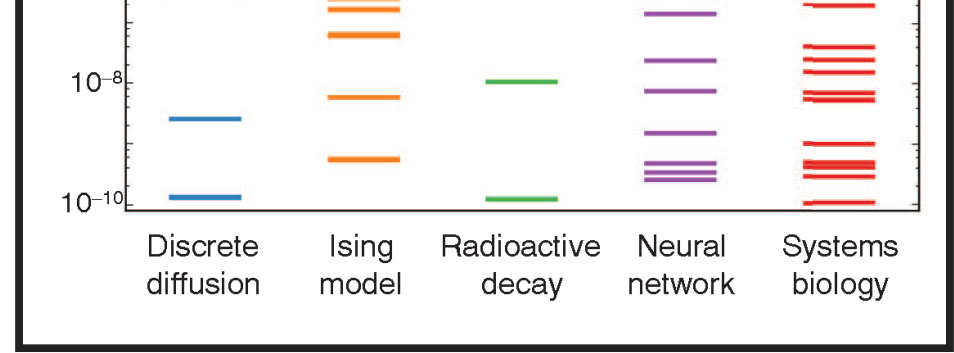 10⁻⁸
10⁻¹⁰
Discrete Ising Radioactive Neural Systems
diffusion model decay network biology